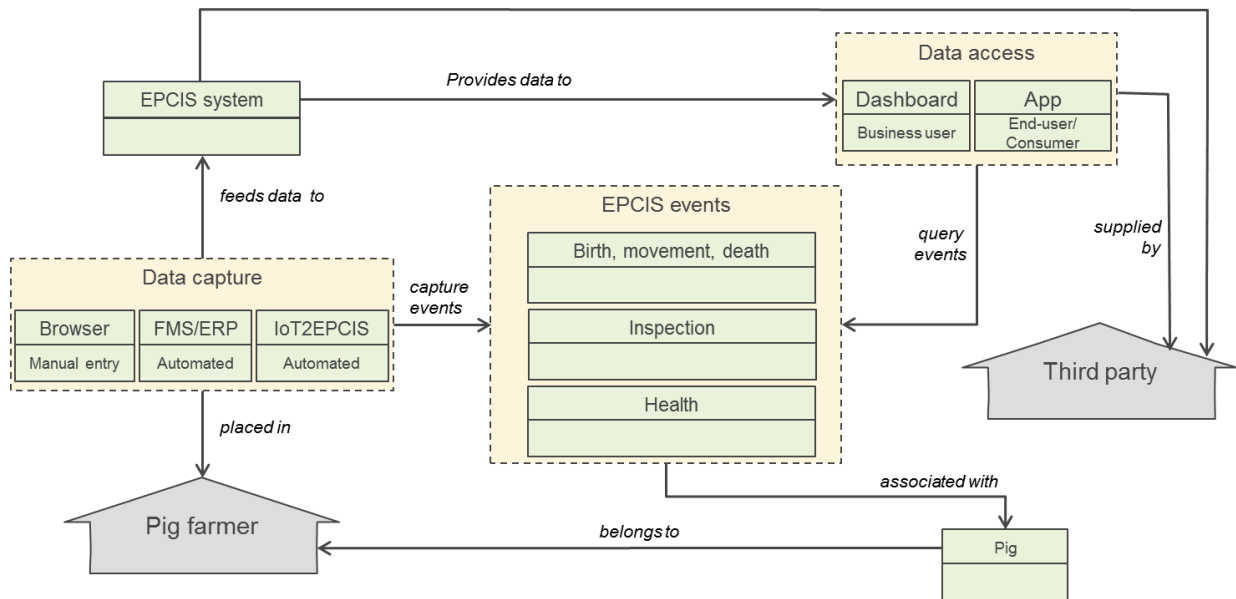 Data access
EPCIS system
Provides data to
Dashboard
App
Business user
End-user/
Consumer
feeds data to
EPCIS events
query
events
supplied
by
Birth, movement, death
Data capture
capture
events
Browser
FMS/ERP
IoT2EPCIS
Inspection
Manual entry
Automated
Automated
Third party
Health
placed in
associated with
Pig farmer
belongs to
Pig